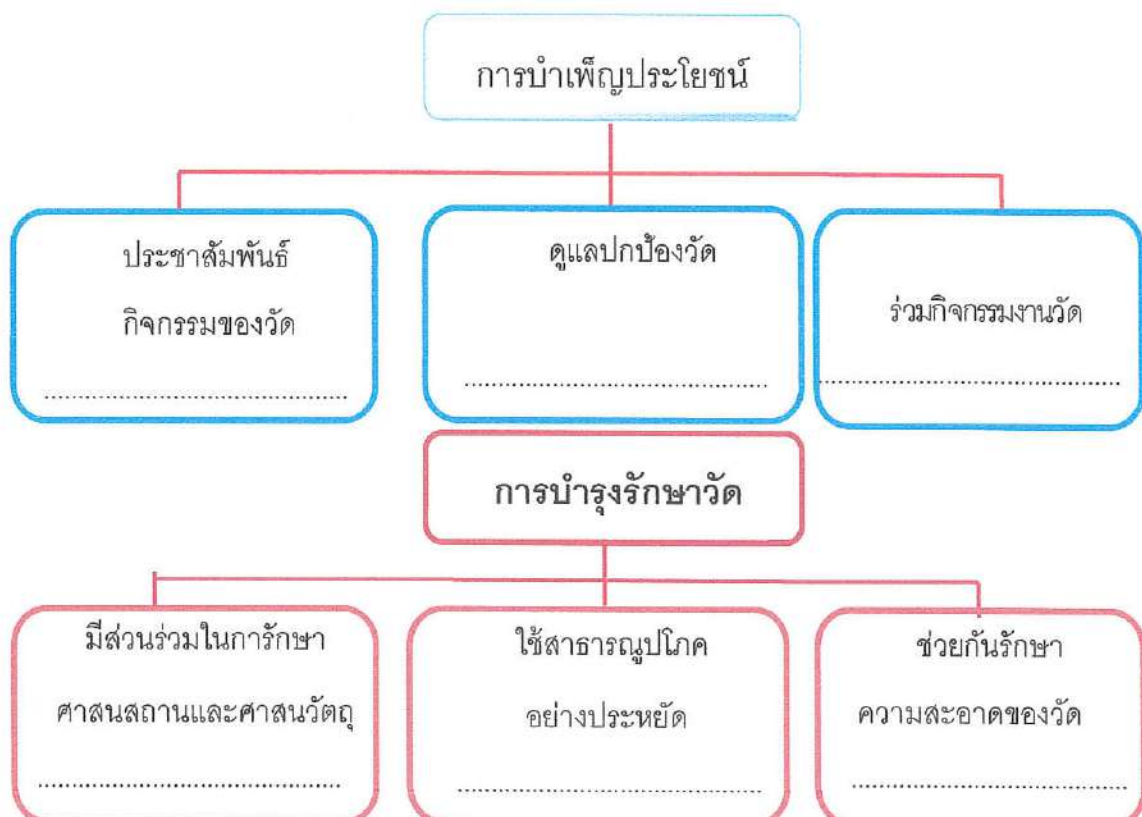 การบำเพ็ญประโยชน์
ประชาสัมพันธ์
กิจกรรมของวัด
..........................................................
ดูแลปกป้องวัด
..........................................................
ร่วมกิจกรรมงานวัด
..........................................................
การบำรุงรักษาวัด
มีส่วนร่วมในการักษา
ศาสนสถานและศาสนวัตถุ
..........................................................
ใช้สาธารณูปโภค
อย่างประหยัด
..........................................................
ช่วยกันรักษา
ความสะอาดของวัด
..........................................................